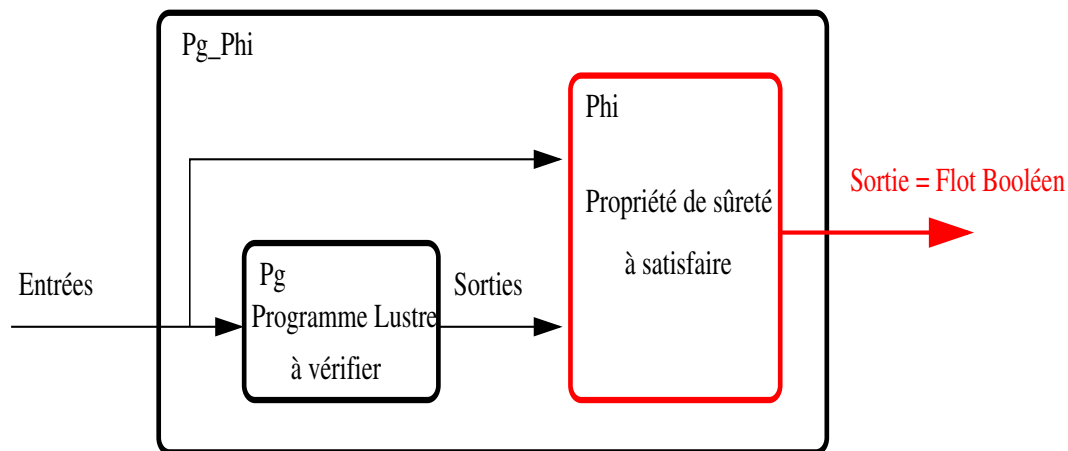 Pg_Phi
Phi
Propriété de sûreté
à satisfaire
Sortie = Flot Booléen
Entrées
Pg
Programme Lustre
à vérifier
Sorties